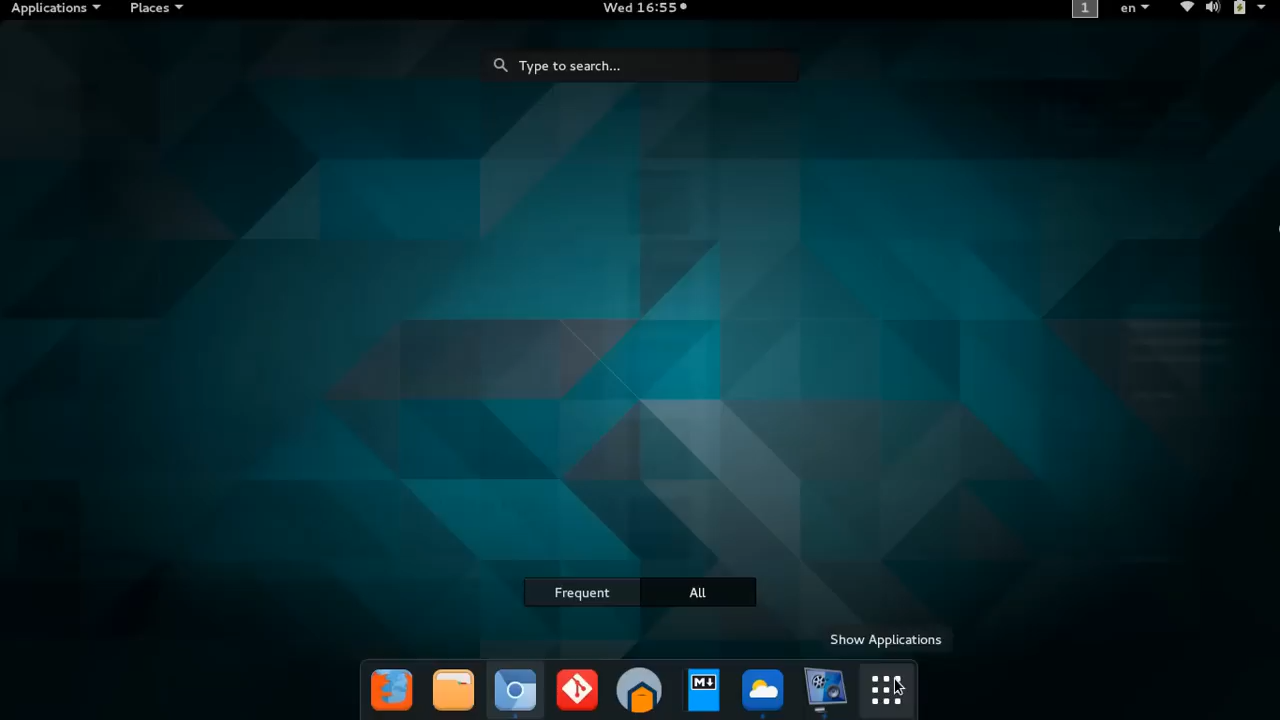 Applications Places Wed 16:55 1 en
Type to search...
Frequent All
Show Applications
M